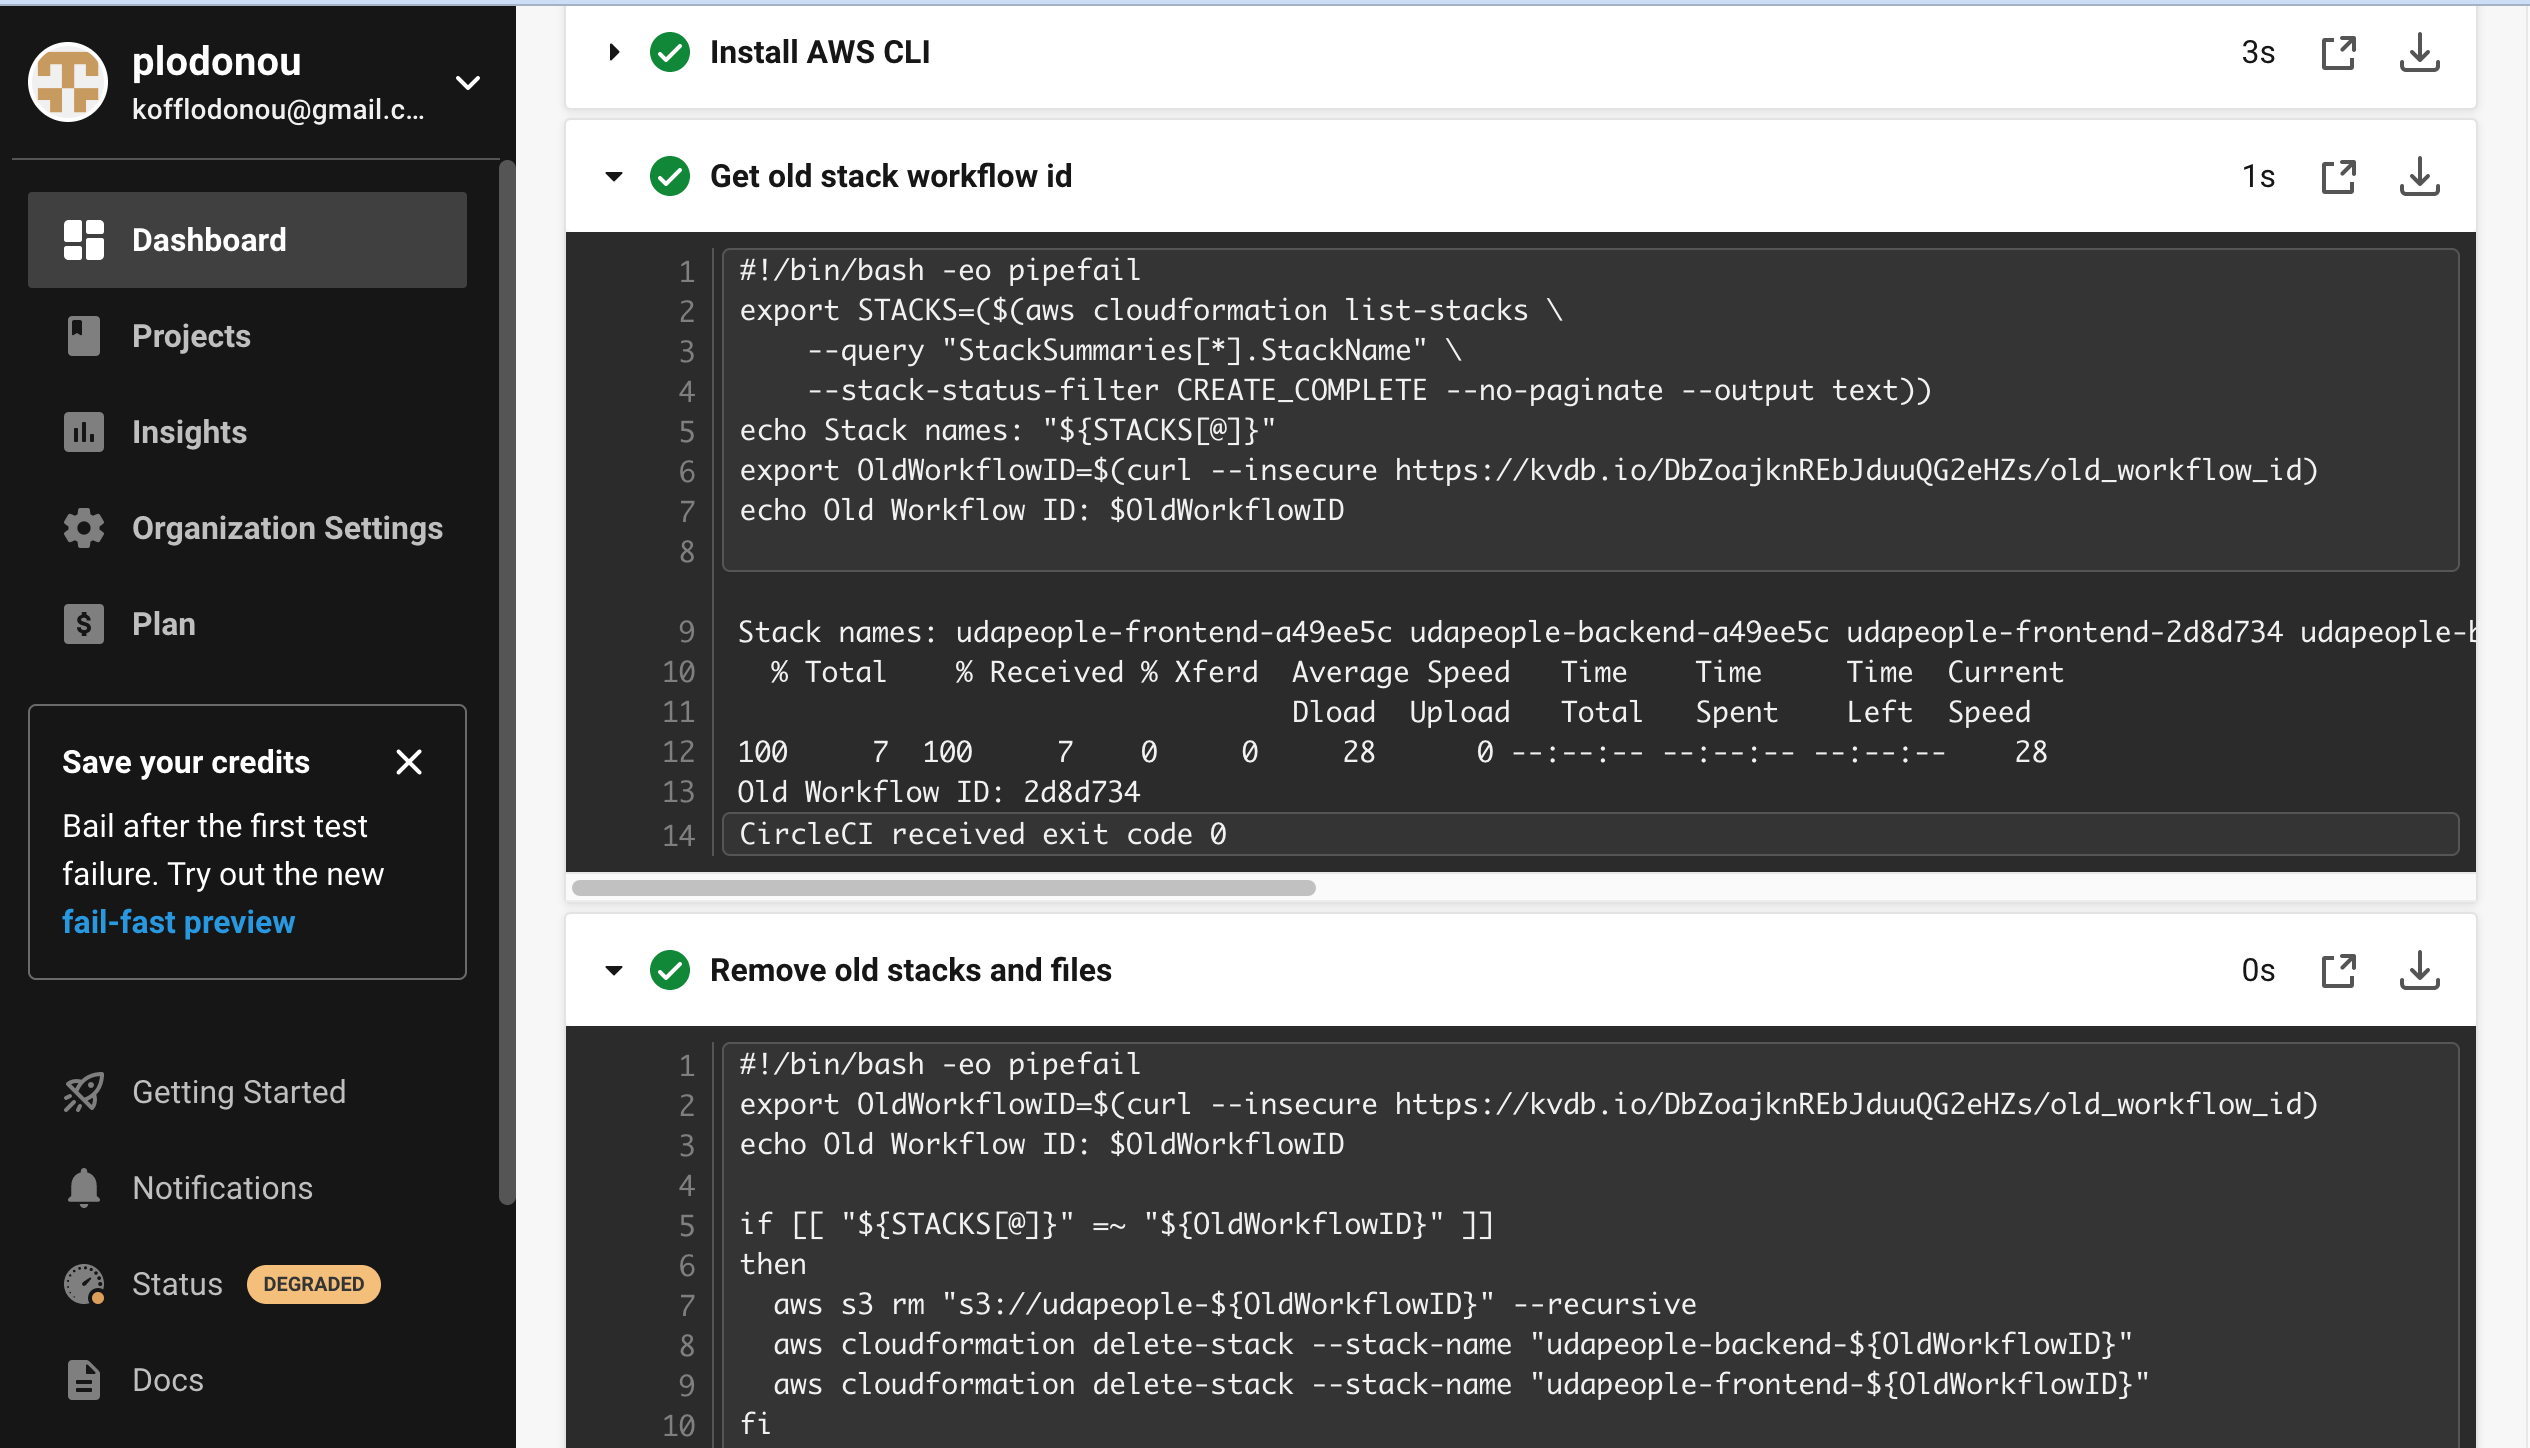 plodonou
kofflodonou@gmail.c...
Dashboard
Projects
Insights
Organization Settings
Plan
Save your credits
Bail after the first test
failure. Try out the new
fail-fast preview
Getting Started
Notifications
Status DEGRADED
Docs
Install AWS CLI 3s
Get old stack workflow id 1s
1 #!/bin/bash -eo pipefail
2 export STACKS=($(aws cloudformation list-stacks \
3 --query "StackSummaries[*].StackName" \
4 --stack-status-filter CREATE_COMPLETE --no-paginate --output text))
5 echo Stack names: "${STACKS[@]}"
6 export OldWorkflowID=$(curl --insecure https://kvdb.io/DbZoajknREbJduuQG2eHZs/old_workflow_id)
7 echo Old Workflow ID: $OldWorkflowID
8
9 Stack names: udapeople-frontend-a49ee5c udapeople-backend-a49ee5c udapeople-frontend-2d8d734 udapeople-b
10 % Total % Received % Xferd Average Speed Time Time Time Current
11 Dload Upload Total Spent Left Speed
12 100 7 100 7 0 0 28 0 --:--:-- --:--:-- --:--:-- 28
13 Old Workflow ID: 2d8d734
14 CircleCI received exit code 0
Remove old stacks and files 0s
1 #!/bin/bash -eo pipefail
2 export OldWorkflowID=$(curl --insecure https://kvdb.io/DbZoajknREbJduuQG2eHZs/old_workflow_id)
3 echo Old Workflow ID: $OldWorkflowID
4
5 if [[ "${STACKS[@]}" =~ "${OldWorkflowID}" ]]
6 then
7 aws s3 rm "s3://udapeople-${OldWorkflowID}" --recursive
8 aws cloudformation delete-stack --stack-name "udapeople-backend-${OldWorkflowID}"
9 aws cloudformation delete-stack --stack-name "udapeople-frontend-${OldWorkflowID}"
10 fi